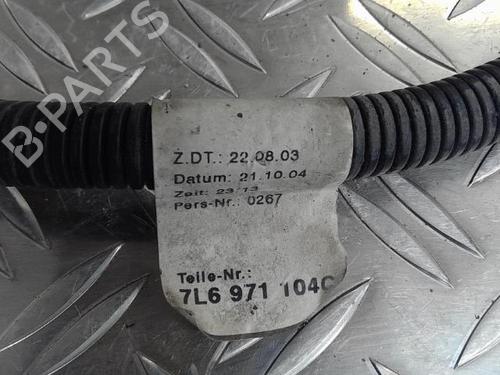 B-PARTS
Z.DT.: 22.08.03
Datum: 21.10.04
Zeit: 23:13
Pers-Nr.: 0267
Teile-Nr.:
7L6 971 104C